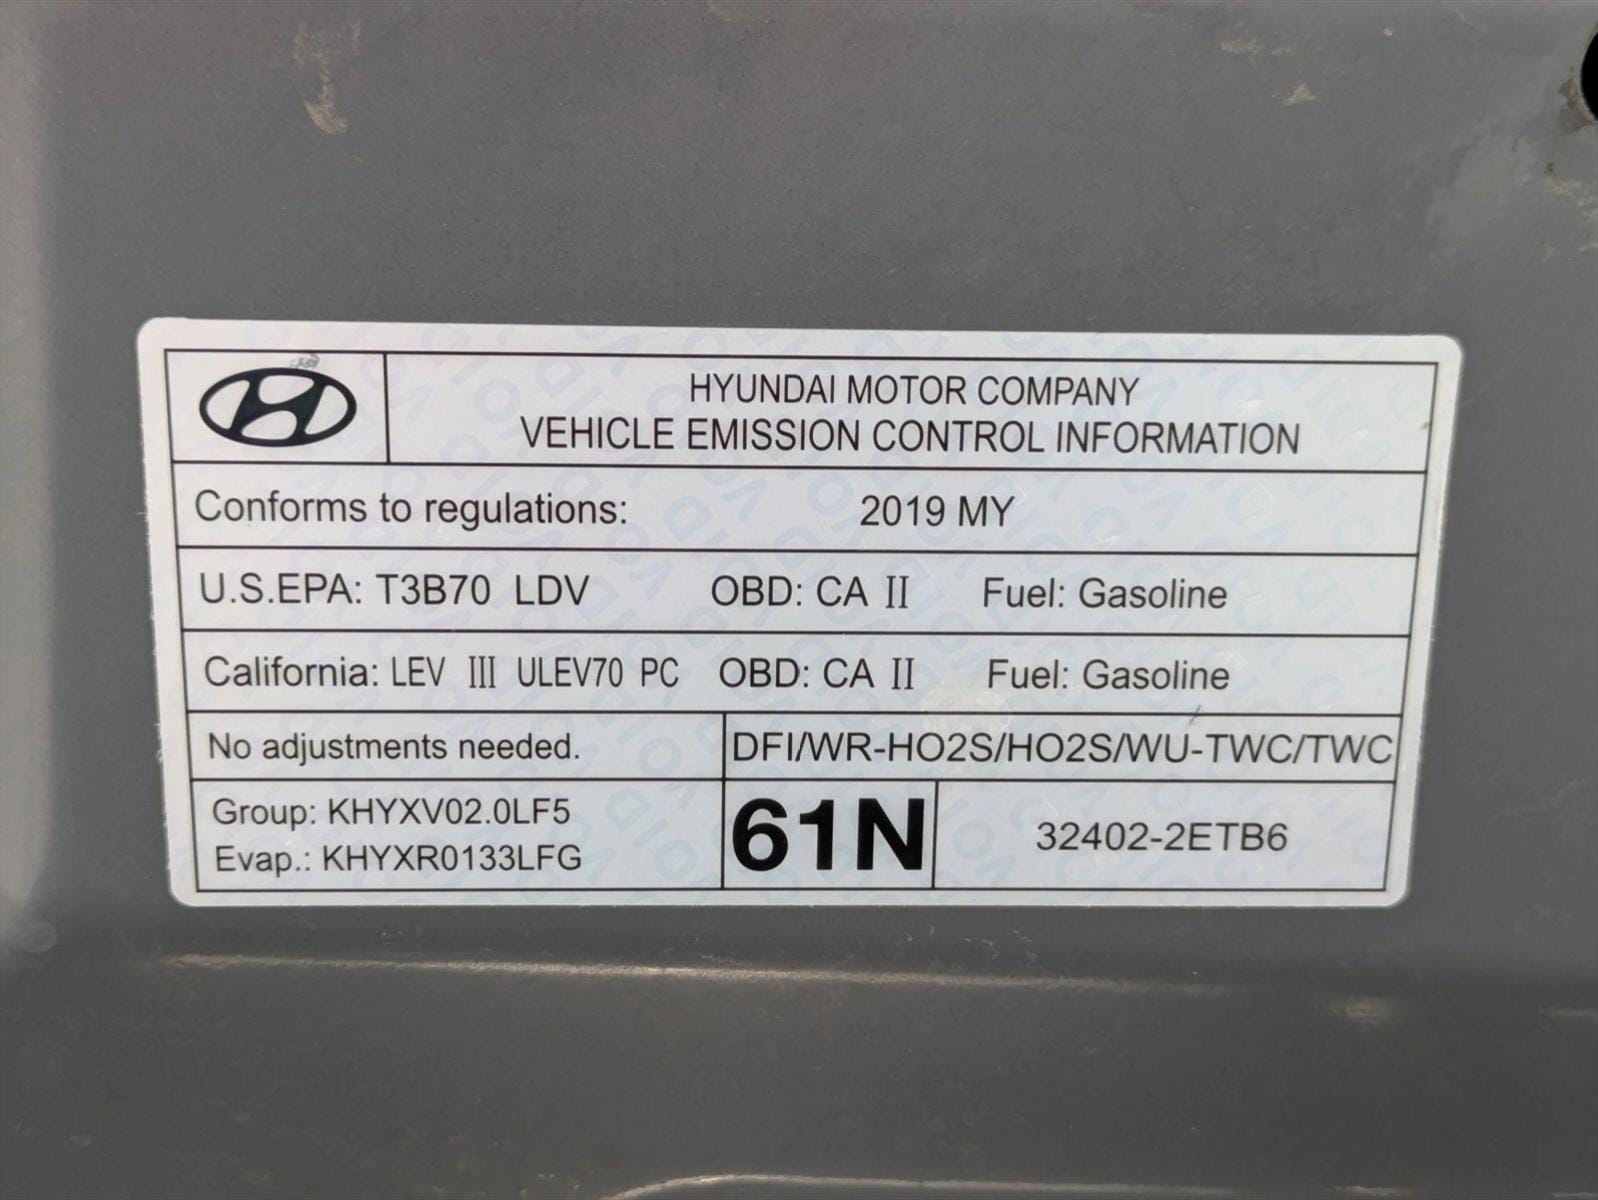 HYUNDAI MOTOR COMPANY
VEHICLE EMISSION CONTROL INFORMATION
Conforms to regulations: 2019 MY
U.S.EPA: T3B70 LDV OBD: CA II Fuel: Gasoline
California: LEV III ULEV70 PC OBD: CA II Fuel: Gasoline
No adjustments needed. DFI/WR-HO2S/HO2S/WU-TWC/TWC
Group: KHYXV02.0LF5
Evap.: KHYXR0133LFG
61N
32402-2ETB6